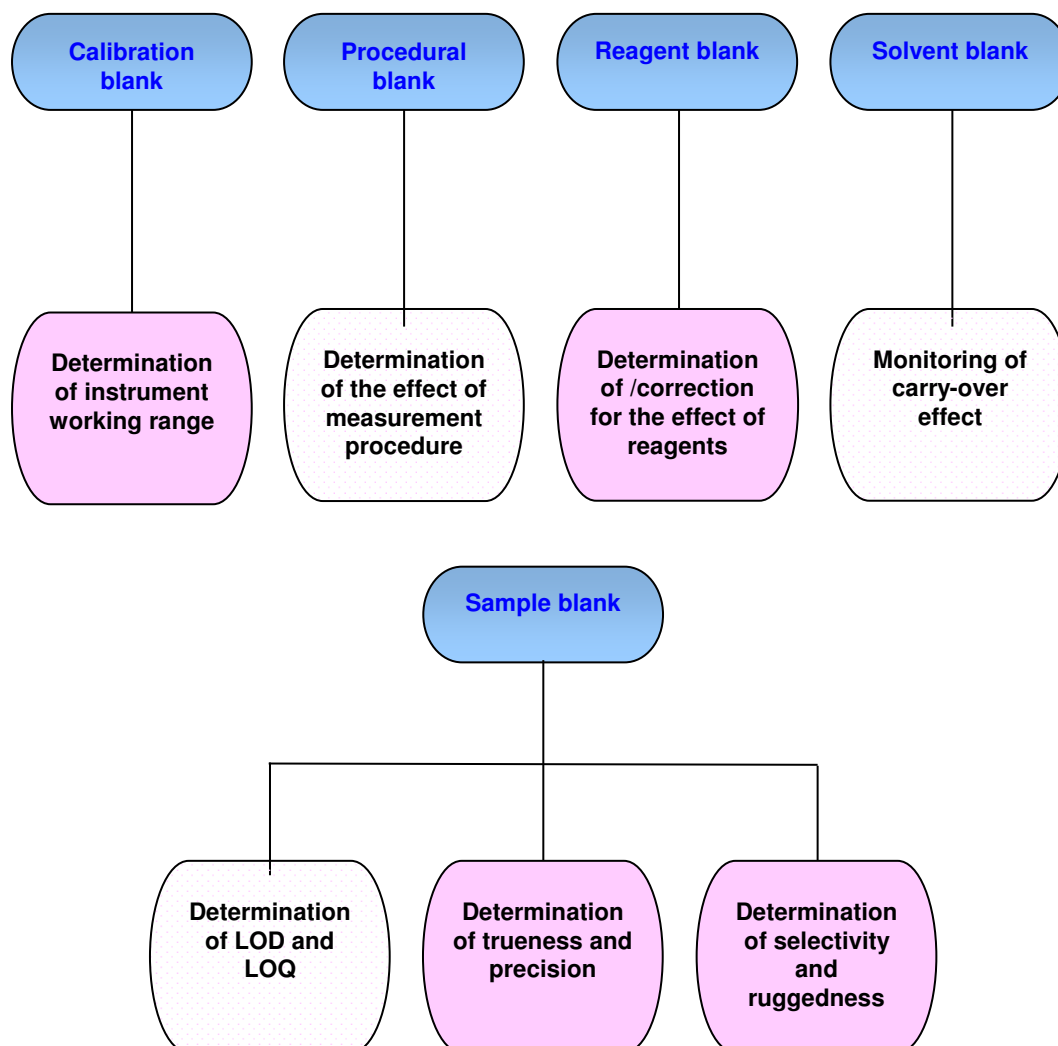 Calibration
blank
Procedural
blank
Reagent blank
Solvent blank
Determination
of instrument
working range
Determination
of the effect of
measurement
procedure
Determination
of /correction
for the effect of
reagents
Monitoring of
carry-over
effect
Sample blank
Determination
of LOD and
LOQ
Determination
of trueness and
precision
Determination
of selectivity
and
ruggedness